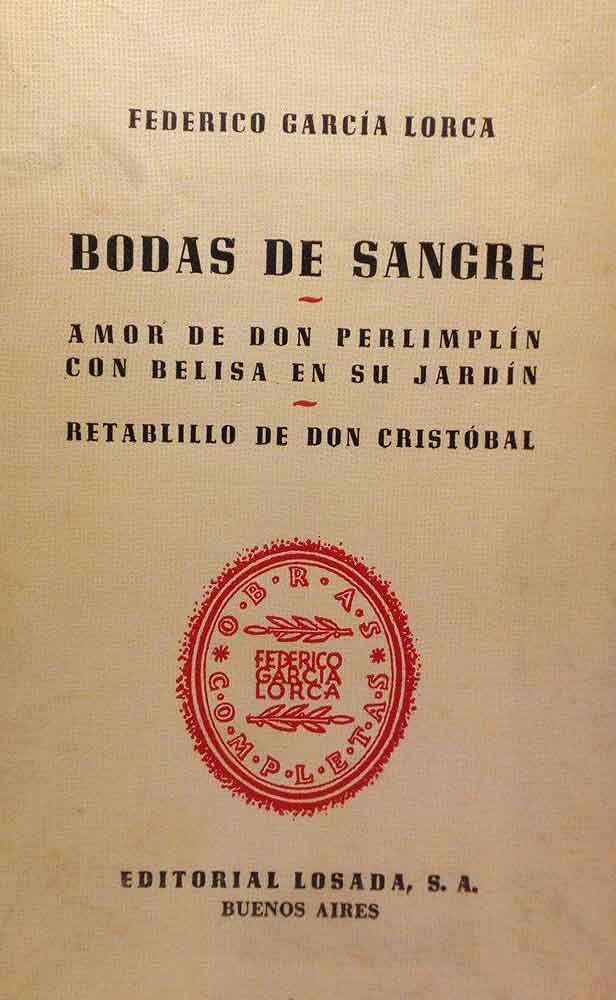 FEDERICO GARCÍA LORCA
BODAS DE SANGRE
~
AMOR DE DON PERLIMPLÍN
CON BELISA EN SU JARDÍN
~
RETABLILLO DE DON CRISTÓBAL
O·B·R·A·S
FEDERICO
GARCÍA
LORCA
* C·O·M·P·L·E·T·A·S *
EDITORIAL LOSADA, S. A.
BUENOS AIRES